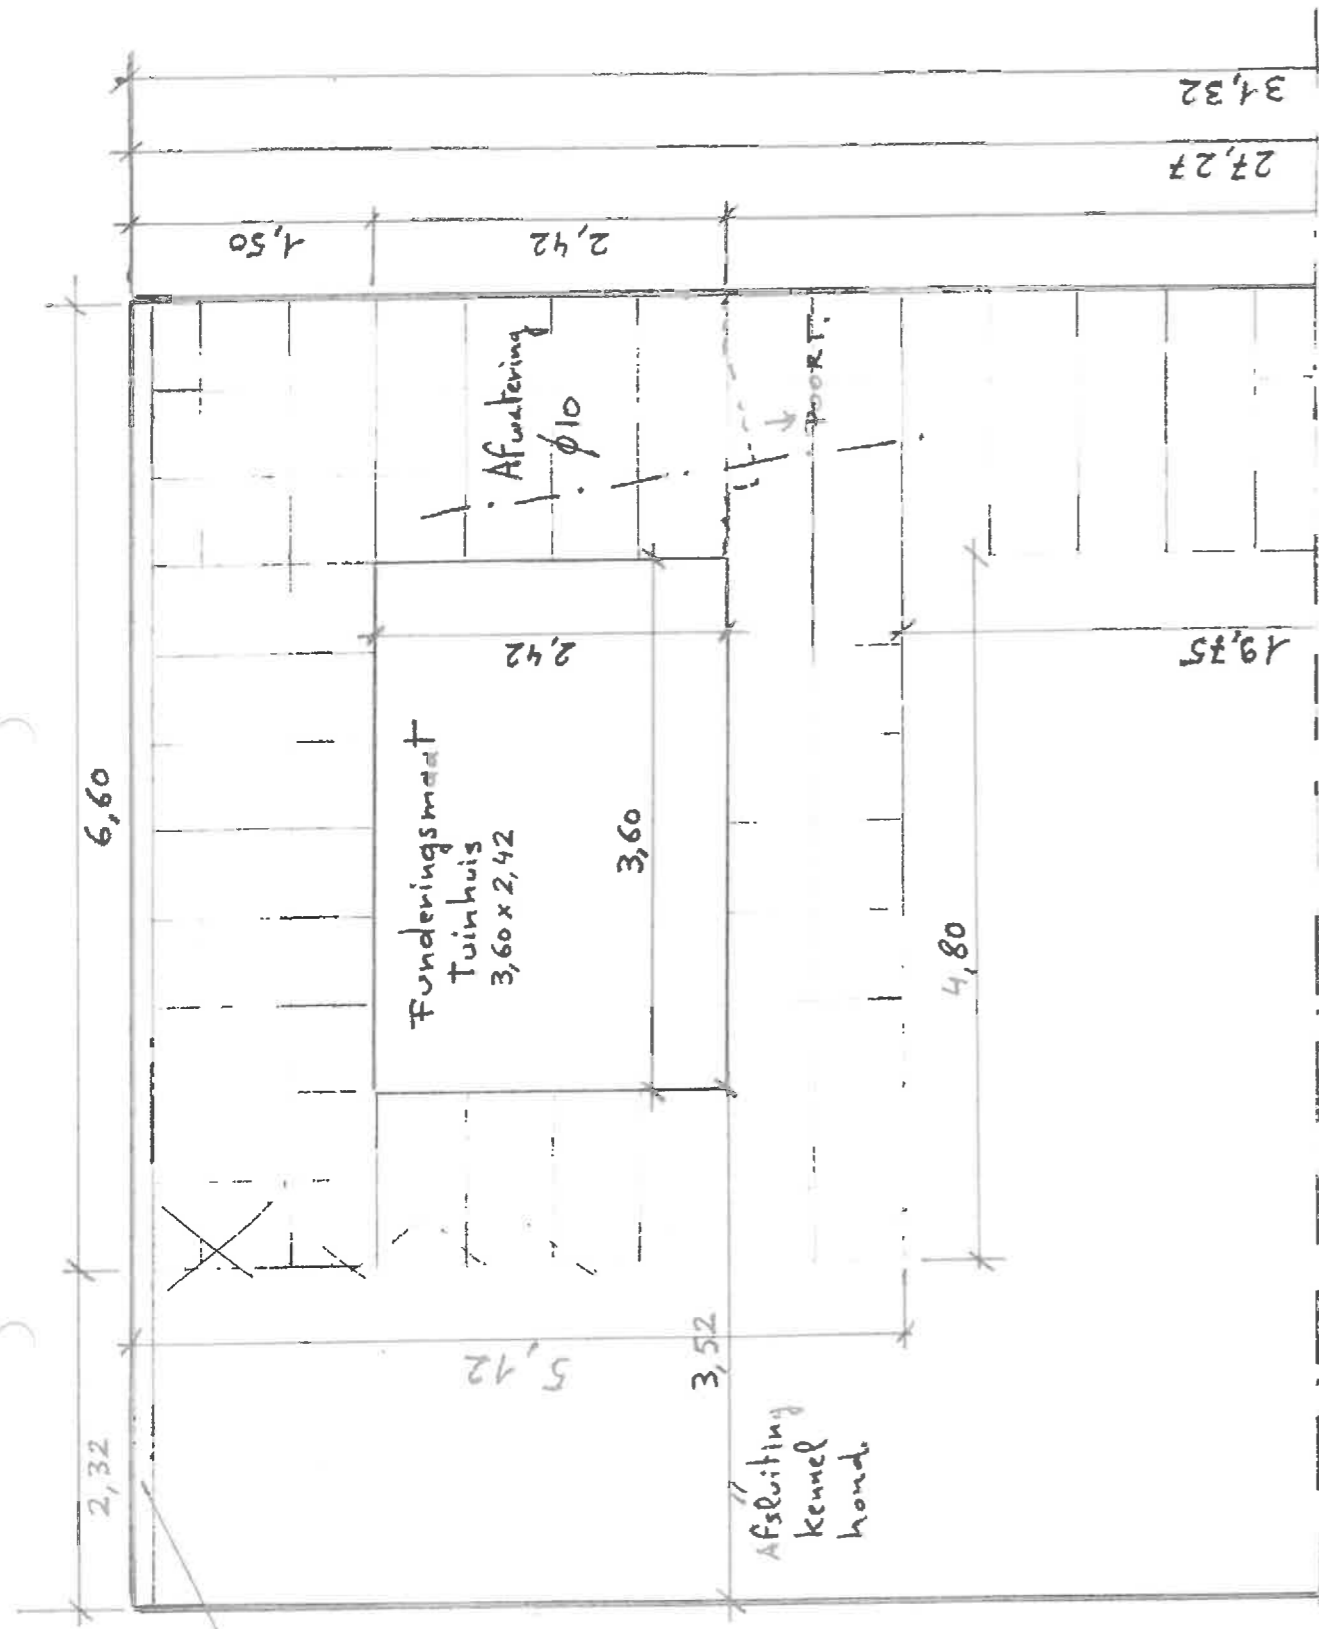 31,32
27,27
1,50
2,42
6,60
Afwatering
ϕ10
POORT.
2,42
19,75
Funderingsmaat
Tuinhuis
3,60 x 2,42
3,60
4,80
5,12
3,52
2,32
Afsluiting
kennel
hond.